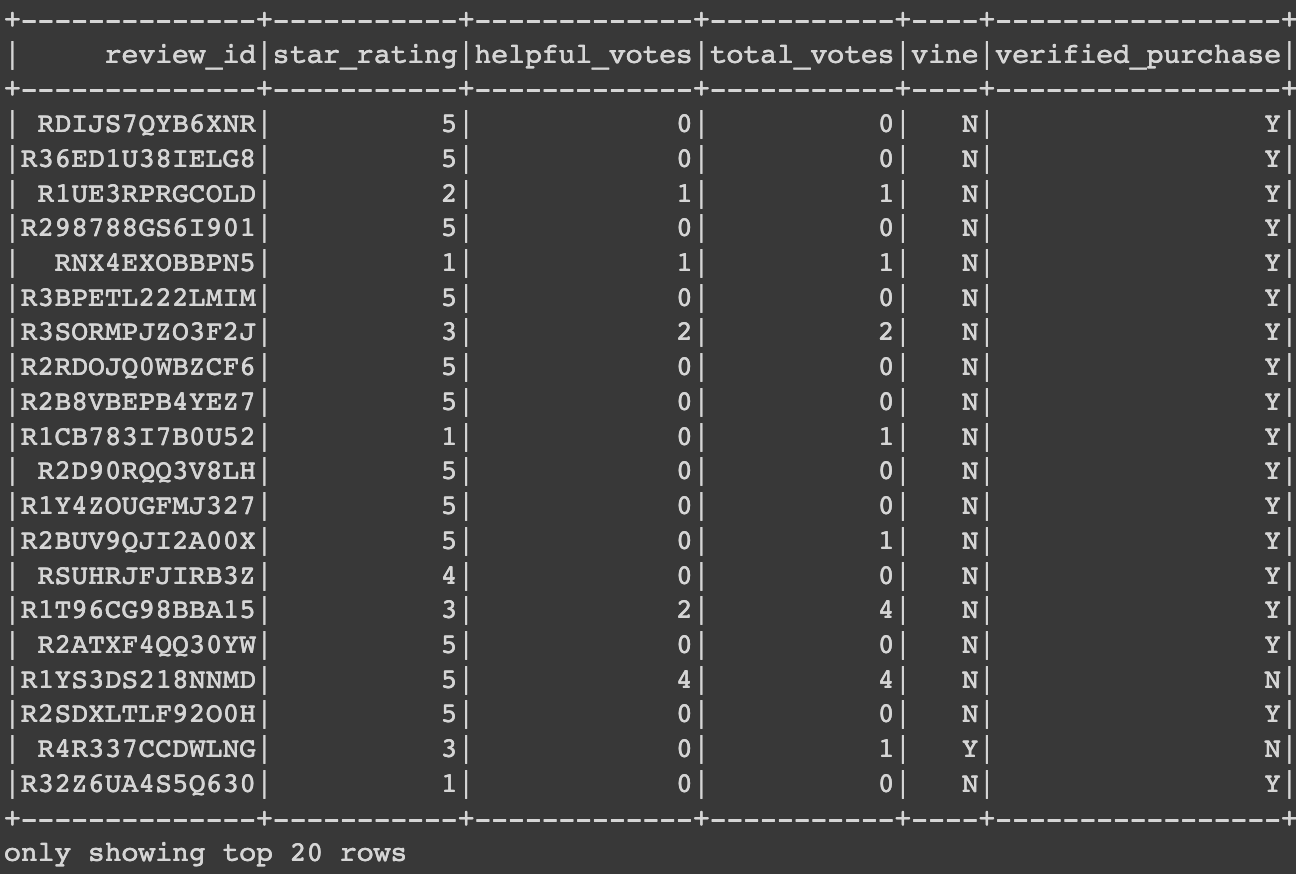 +--------------+-----------+-------------+-----------+----+-----------------+
|     review_id|star_rating|helpful_votes|total_votes|vine|verified_purchase|
+--------------+-----------+-------------+-----------+----+-----------------+
| RDIJS7QYB6XNR|          5|            0|          0|   N|                Y|
|R36ED1U38IELG8|          5|            0|          0|   N|                Y|
| R1UE3RPRGCOLD|          2|            1|          1|   N|                Y|
|R298788GS6I901|          5|            0|          0|   N|                Y|
|  RNX4EXOBBPN5|          1|            1|          1|   N|                Y|
|R3BPETL222LMIM|          5|            0|          0|   N|                Y|
|R3SORMPJZO3F2J|          3|            2|          2|   N|                Y|
|R2RDOJQ0WBZCF6|          5|            0|          0|   N|                Y|
|R2B8VBEPB4YEZ7|          5|            0|          0|   N|                Y|
|R1CB783I7B0U52|          1|            0|          1|   N|                Y|
| R2D90RQQ3V8LH|          5|            0|          0|   N|                Y|
|R1Y4ZOUGFMJ327|          5|            0|          0|   N|                Y|
|R2BUV9QJI2A00X|          5|            0|          1|   N|                Y|
| RSUHRJFJIRB3Z|          4|            0|          0|   N|                Y|
|R1T96CG98BBA15|          3|            2|          4|   N|                Y|
| R2ATXF4QQ30YW|          5|            0|          0|   N|                Y|
|R1YS3DS218NNMD|          5|            4|          4|   N|                N|
|R2SDXLTLF92O0H|          5|            0|          0|   N|                Y|
| R4R337CCDWLNG|          3|            0|          1|   Y|                N|
|R32Z6UA4S5Q630|          1|            0|          0|   N|                Y|
+--------------+-----------+-------------+-----------+----+-----------------+
only showing top 20 rows